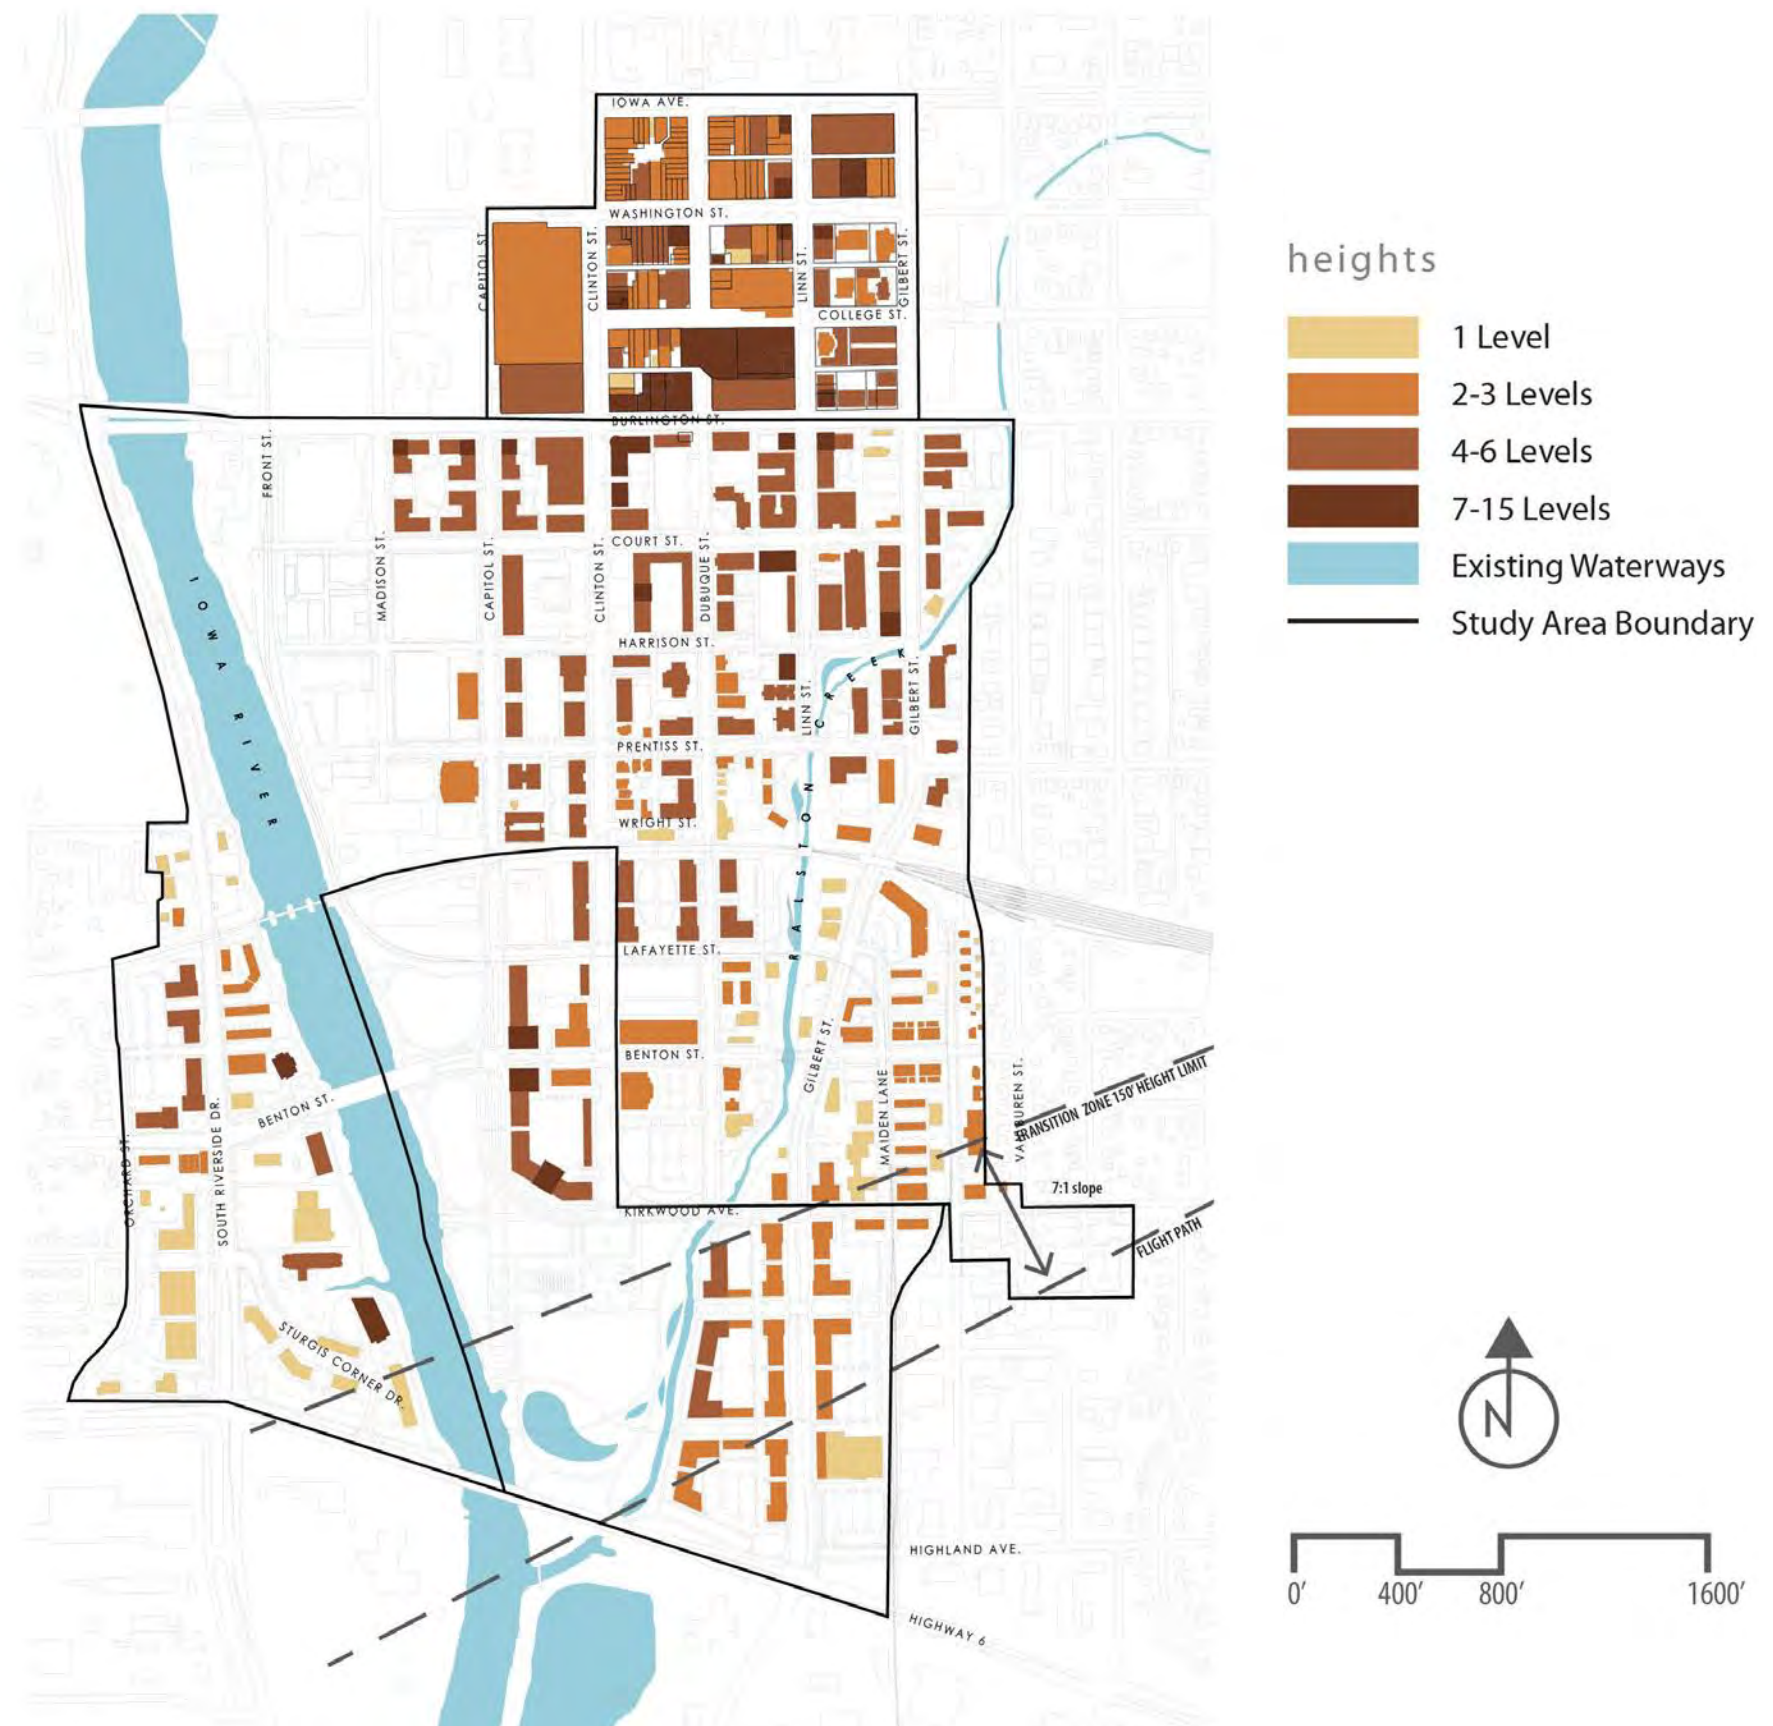 IOWA AVE.
WASHINGTON ST.
CAPITOL ST.
CLINTON ST.
LINN ST.
GILBERT ST.
COLLEGE ST.
BURLINGTON ST.
FRONT ST.
MADISON ST.
CAPITOL ST.
CLINTON ST.
COURT ST.
DUBUQUE ST.
HARRISON ST.
IOWA RIVER
LINN ST.
RALSTON CREEK
GILBERT ST.
PRENTISS ST.
WRIGHT ST.
LAFAYETTE ST.
BENTON ST.
GILBERT ST.
MAIDEN LANE
VANBUREN ST.
TRANSITION ZONE 150' HEIGHT LIMIT
7:1 slope
FLIGHT PATH
BENTON ST.
SOUTH RIVERSIDE DR.
ORCHARD ST.
KIRKWOOD AVE.
STURGIS CORNER DR.
HIGHLAND AVE.
HIGHWAY 6
heights
1 Level
2-3 Levels
4-6 Levels
7-15 Levels
Existing Waterways
Study Area Boundary
N
0' 400' 800' 1600'